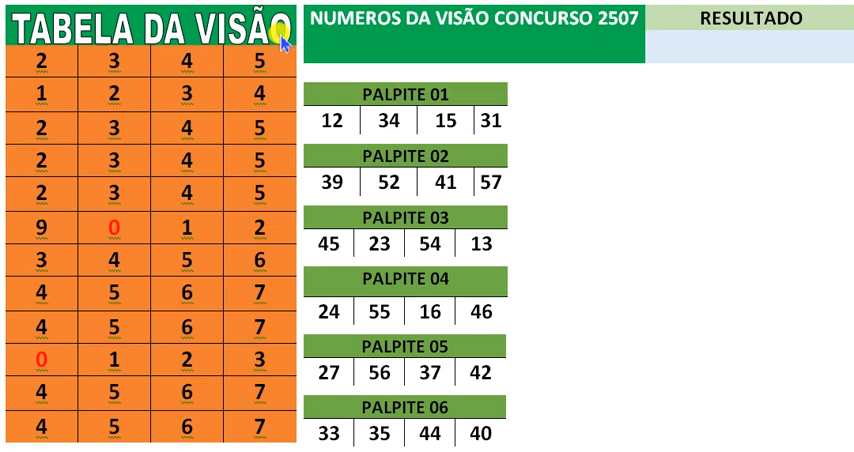 TABELA DA VISÃO
2 3 4 5
1 2 3 4
2 3 4 5
2 3 4 5
2 3 4 5
9 0 1 2
3 4 5 6
4 5 6 7
4 5 6 7
0 1 2 3
4 5 6 7
4 5 6 7
NUMEROS DA VISÃO CONCURSO 2507
RESULTADO
PALPITE 01
12 34 15 31
PALPITE 02
39 52 41 57
PALPITE 03
45 23 54 13
PALPITE 04
24 55 16 46
PALPITE 05
27 56 37 42
PALPITE 06
33 35 44 40